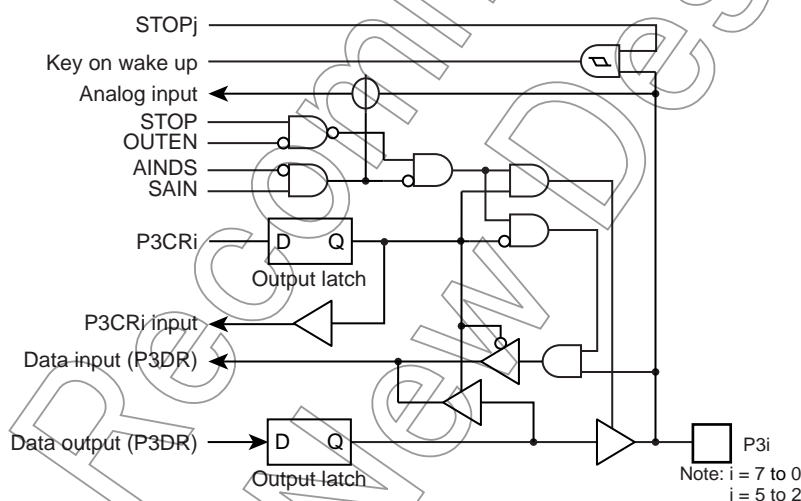 STOPj
Key on wake up
Analog input
STOP
OUTEN
AINDS
SAIN
P3CRi
D Q
Output latch
P3CRi input
Data input (P3DR)
Data output (P3DR)
D Q
Output latch
P3i
Note: i = 7 to 0
i = 5 to 2